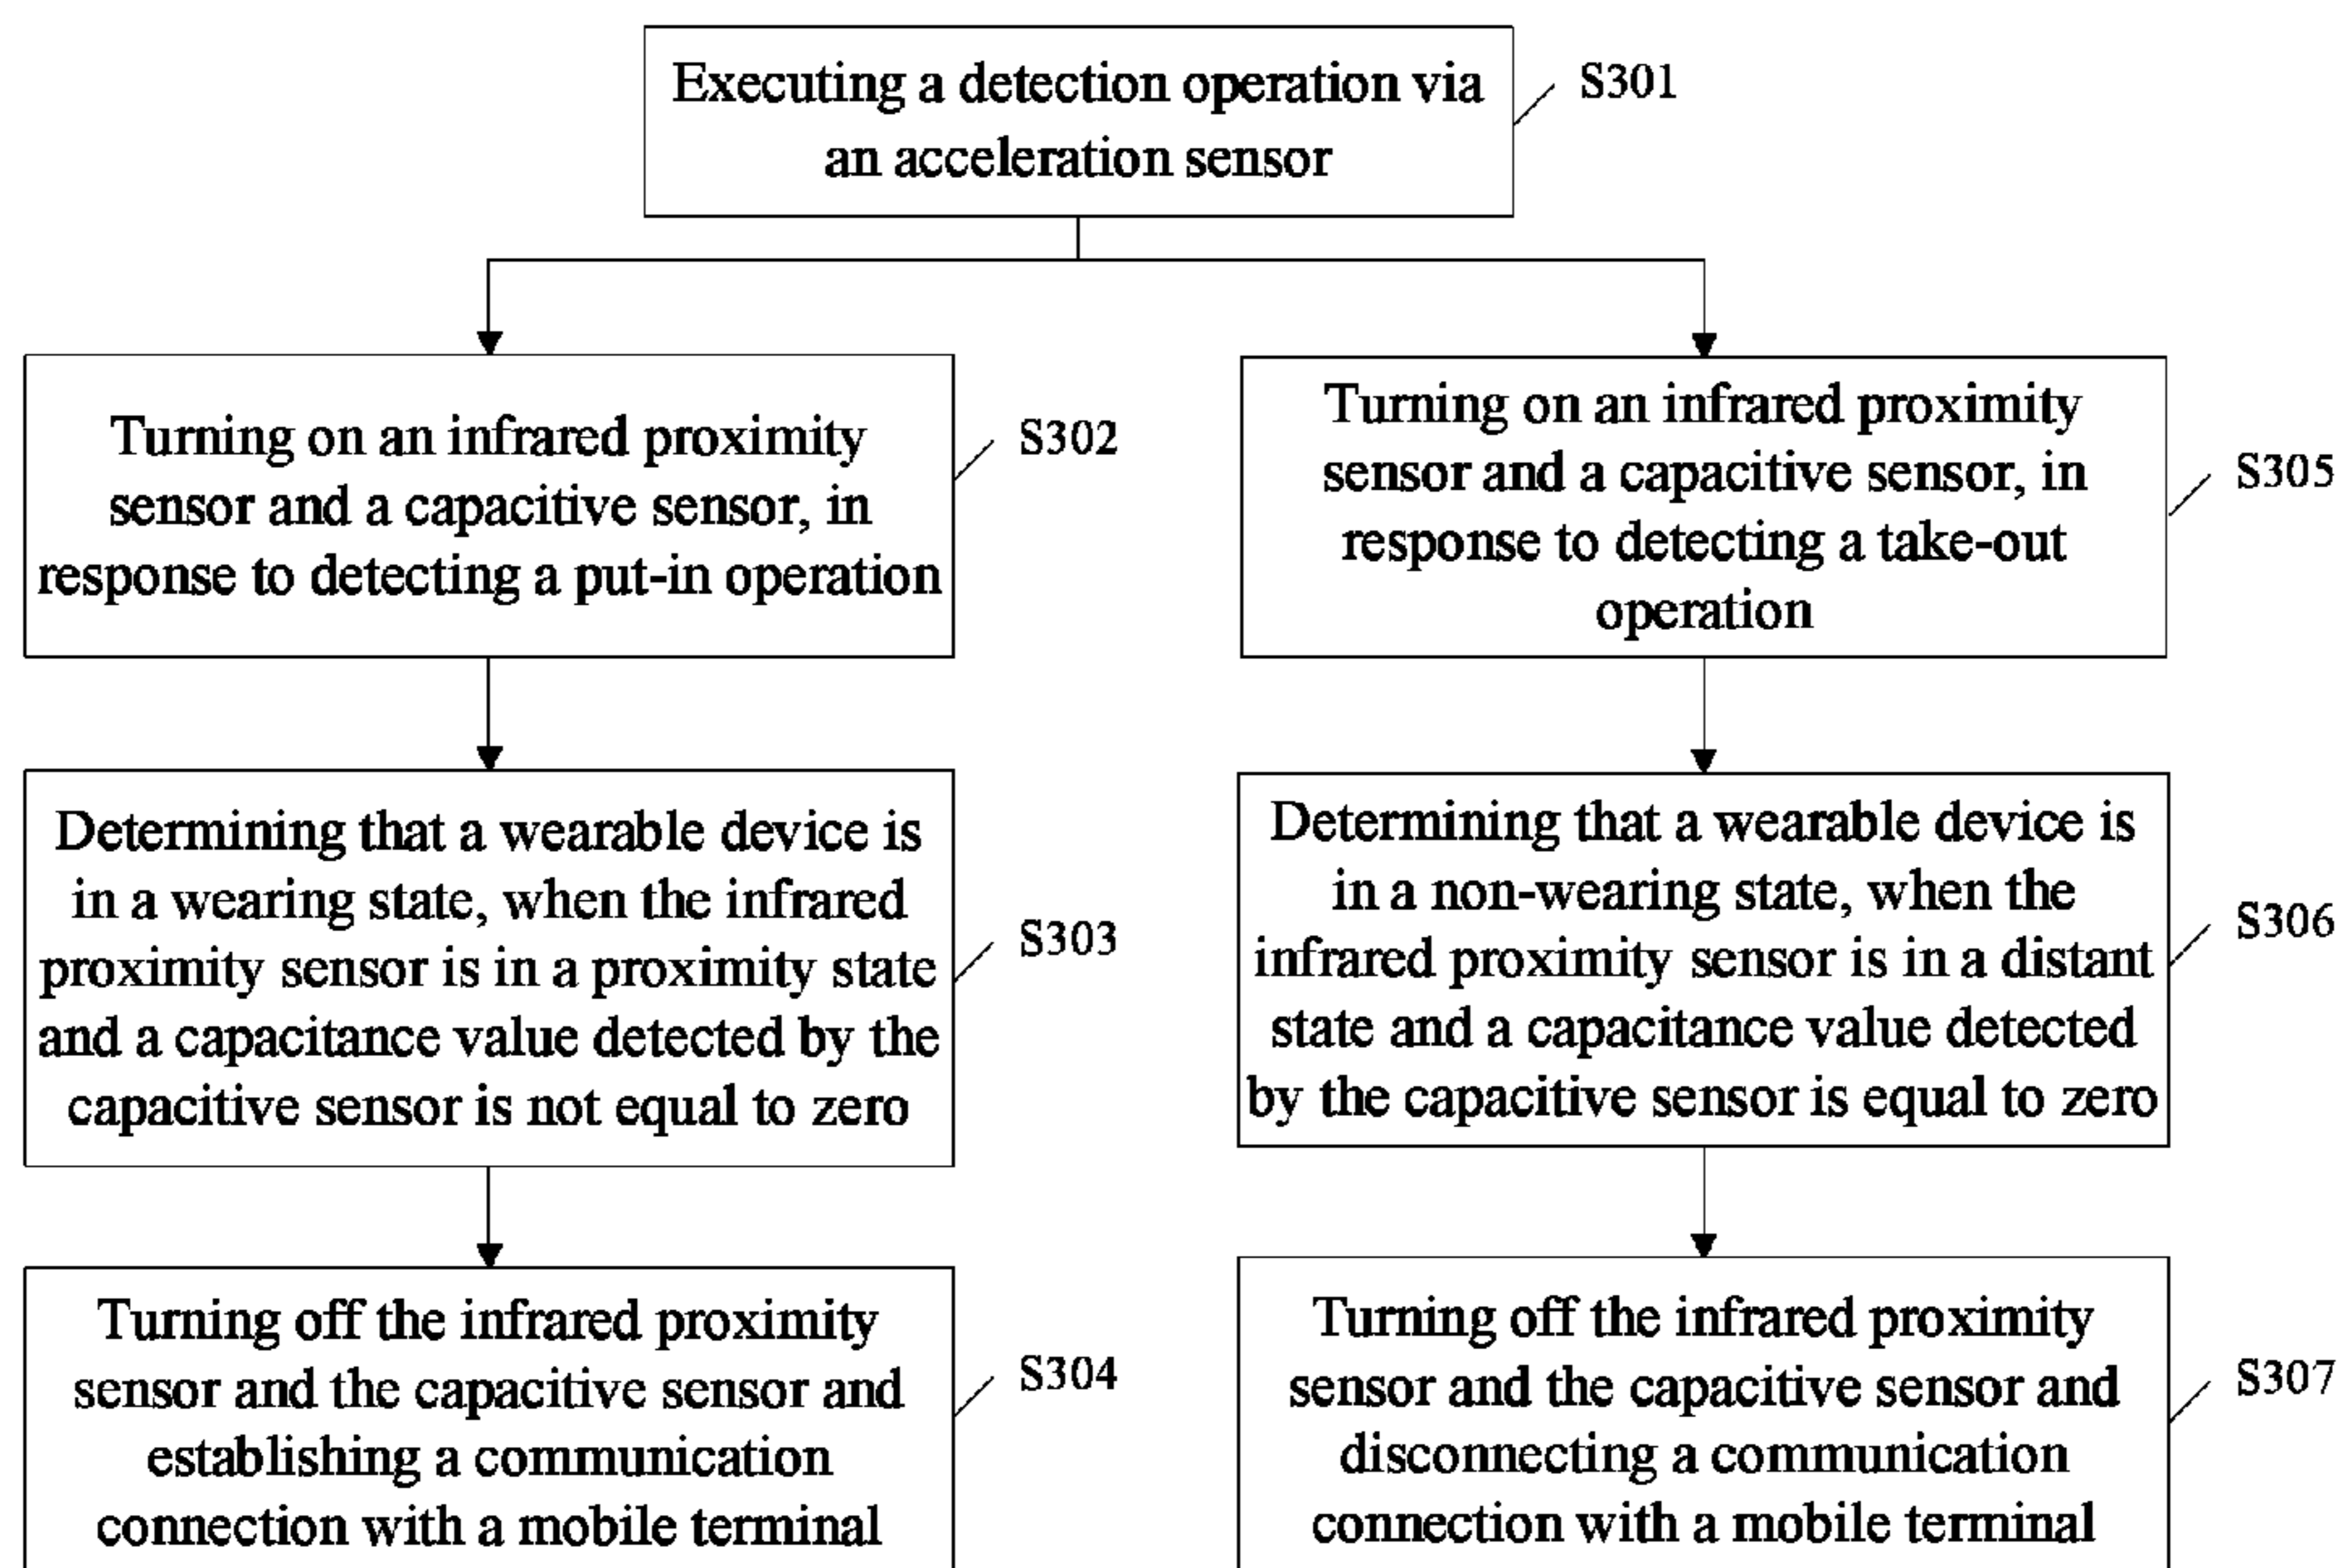 Executing a detection operation via
an acceleration sensor
S301
Turning on an infrared proximity
sensor and a capacitive sensor, in
response to detecting a put-in operation
S302
Determining that a wearable device is
in a wearing state, when the infrared
proximity sensor is in a proximity state
and a capacitance value detected by the
capacitive sensor is not equal to zero
S303
Turning off the infrared proximity
sensor and the capacitive sensor and
establishing a communication
connection with a mobile terminal
S304
Turning on an infrared proximity
sensor and a capacitive sensor, in
response to detecting a take-out
operation
S305
Determining that a wearable device is
in a non-wearing state, when the
infrared proximity sensor is in a distant
state and a capacitance value detected
by the capacitive sensor is equal to zero
S306
Turning off the infrared proximity
sensor and the capacitive sensor and
disconnecting a communication
connection with a mobile terminal
S307